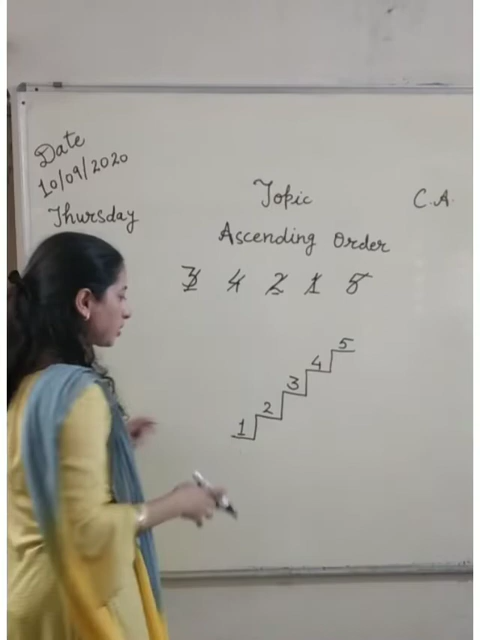 Date
10/09/2020
Thursday
Topic
C.A.
Ascending Order
3 4 2 1 5
5
4
3
2
1